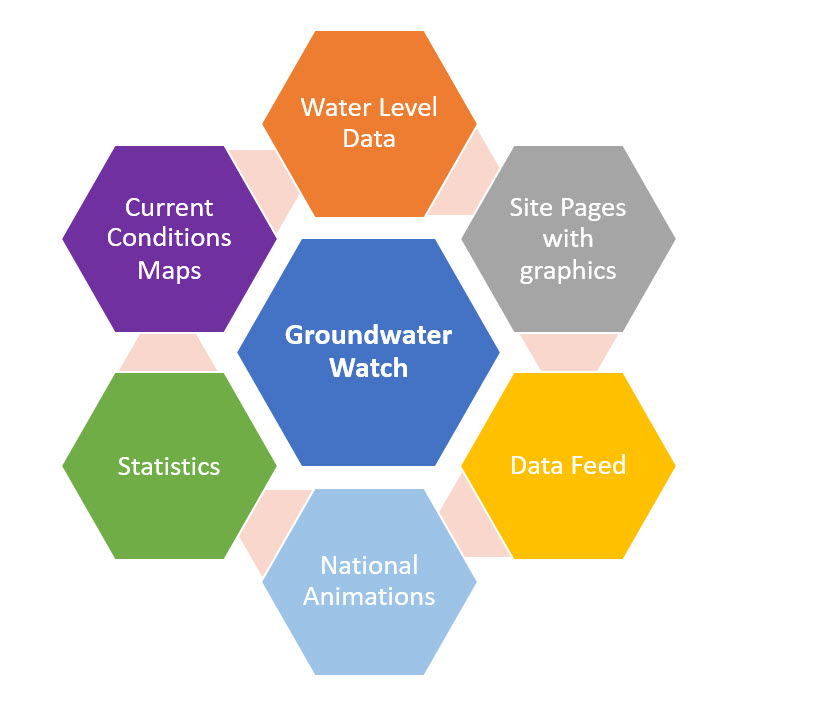 Water Level
Data
Site Pages
with
graphics
Data Feed
National
Animations
Statistics
Current
Conditions
Maps
Groundwater
Watch